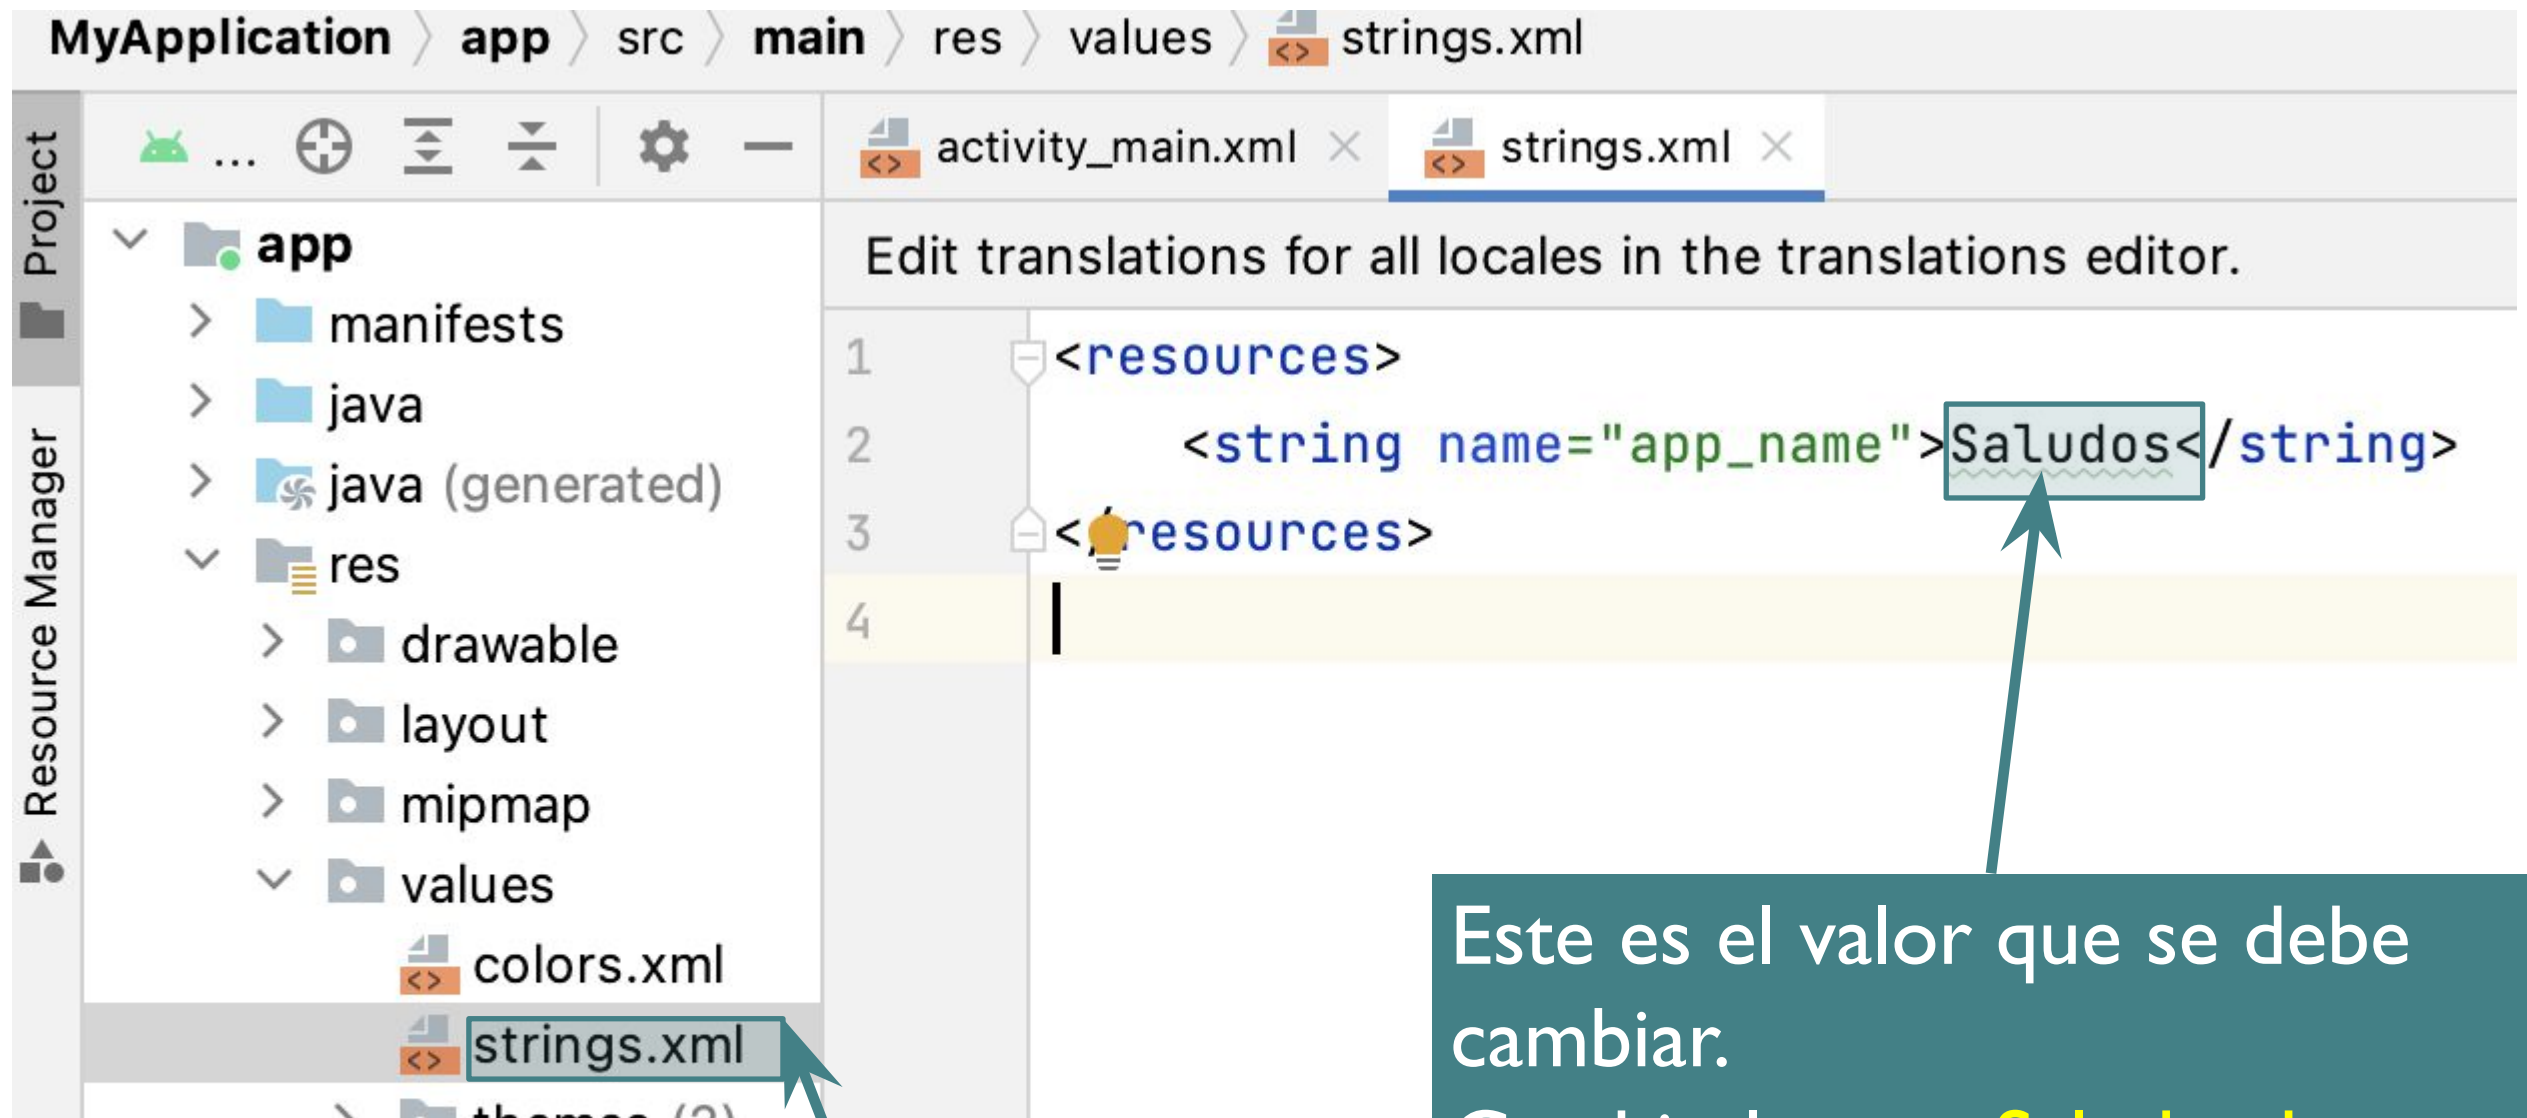 MyApplication > app > src > main > res > values > strings.xml
Project
Resource Manager
...
activity_main.xml
strings.xml
app
manifests
java
java (generated)
res
drawable
layout
mipmap
values
colors.xml
strings.xml
Edit translations for all locales in the translations editor.
1 <resources>
2 <string name="app_name">Saludos</string>
3 </resources>
4
Este es el valor que se debe
cambiar.